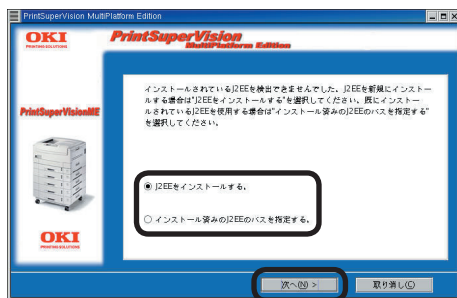 PrintSuperVision MultiPlatform Edition
OKI
PRINTING SOLUTIONS
PrintSuperVision
MultiPlatform Edition
インストールされているJ2EEを検出できませんでした。J2EEを新規にインストー
ルする場合は"J2EEをインストールする"を選択してください。既にインストー
ルされているJ2EEを使用する場合は"インストール済みのJ2EEのパスを指定する"
を選択してください。
PrintSuperVisionME
J2EEをインストールする。
インストール済みのJ2EEのパスを指定する。
OKI
PRINTING SOLUTIONS
次へ(N) >
取り消し(C)